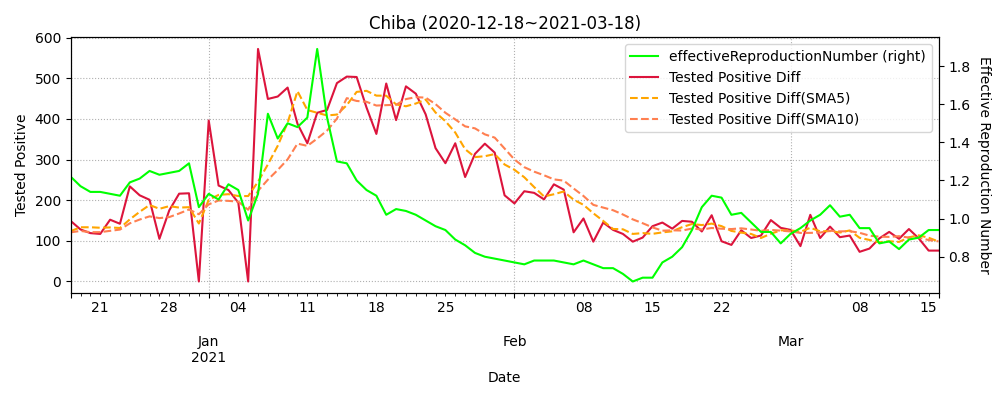 Chiba (2020-12-18~2021-03-18)
effectiveReproductionNumber (right)
Tested Positive Diff
Tested Positive Diff(SMA5)
Tested Positive Diff(SMA10)
Tested Positive
600
500
400
300
200
100
0
1.8
1.6
1.4
1.2
1.0
0.8
Effective Reproduction Number
21 28 04 11 18 25 08 15 22 08 15
Jan Feb Mar
2021
Date